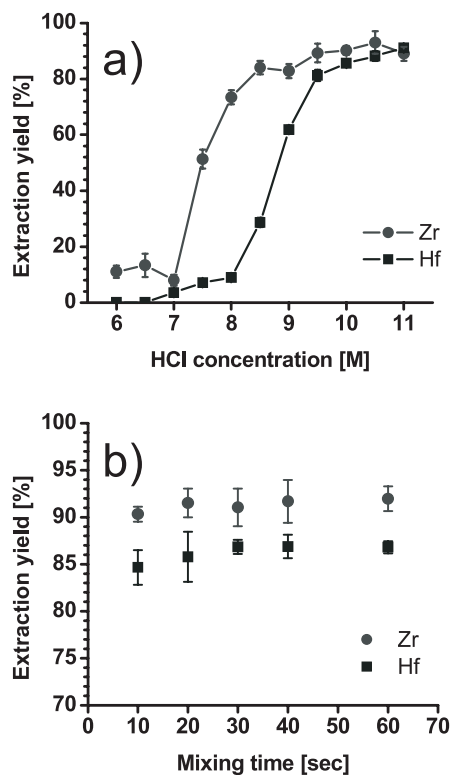 a)
Extraction yield [%]
100
80
60
40
20
0
Zr
Hf
6 7 8 9 10 11
HCl concentration [M]
b)
Extraction yield [%]
100
95
90
85
80
75
70
Zr
Hf
0 10 20 30 40 50 60 70
Mixing time [sec]